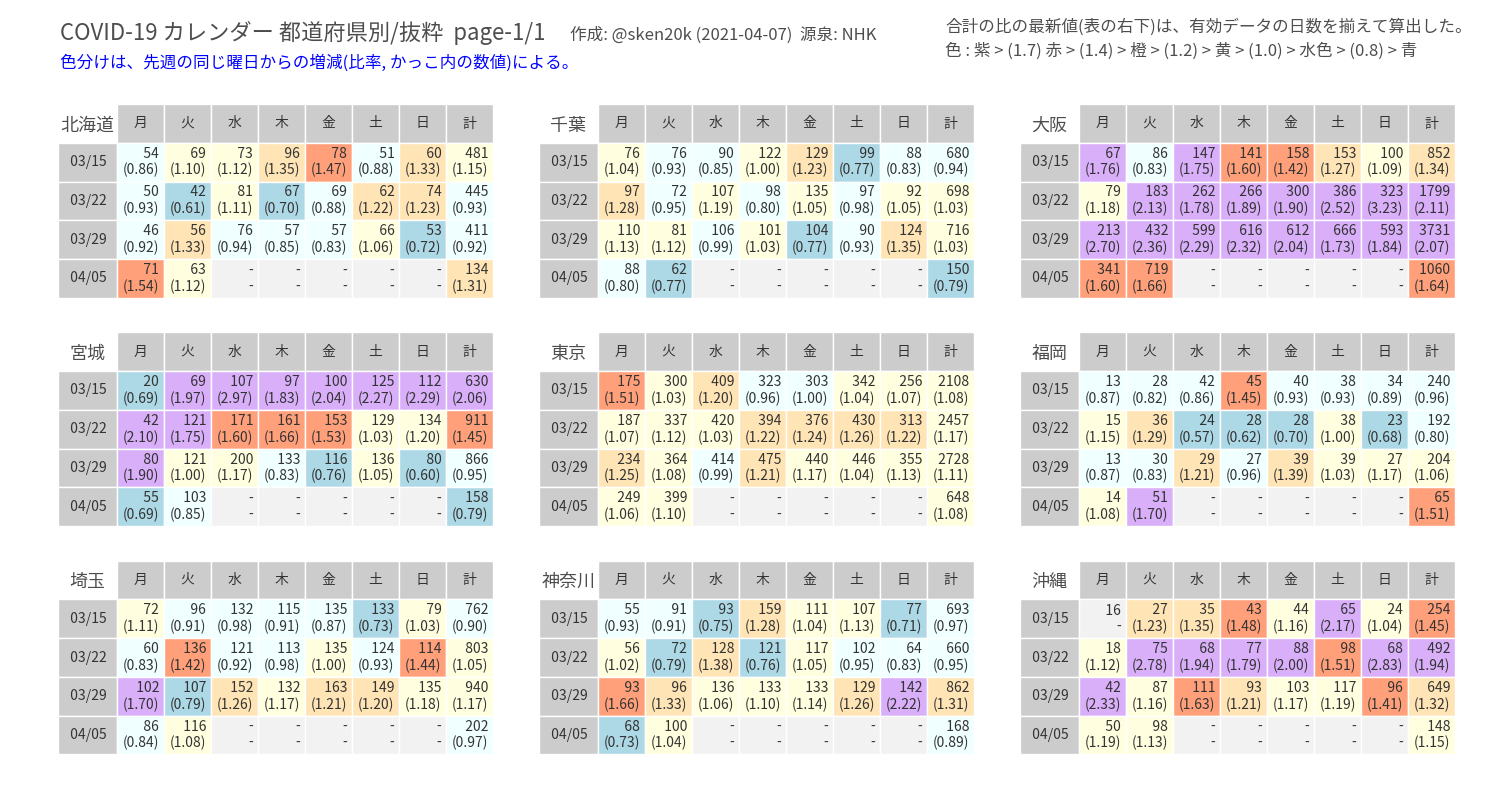 COVID-19 カレンダー 都道府県別/抜粋 page-1/1 作成: @sken20k (2021-04-07) 源泉: NHK
色分けは、先週の同じ曜日からの増減(比率, かっこ内の数値)による。
合計の比の最新値(表の右下)は、有効データの日数を揃えて算出した。
色 : 紫 > (1.7) 赤 > (1.4) > 橙 > (1.2) > 黄 > (1.0) > 水色 > (0.8) > 青
北海道 月 火 水 木 金 土 日 計
03/15 54 69 73 96 78 51 60 481
(0.86) (1.10) (1.12) (1.35) (1.47) (0.88) (1.33) (1.15)
03/22 50 42 81 67 69 62 74 445
(0.93) (0.61) (1.11) (0.70) (0.88) (1.22) (1.23) (0.93)
03/29 46 56 76 57 57 66 53 411
(0.92) (1.33) (0.94) (0.85) (0.83) (1.06) (0.72) (0.92)
04/05 71 63 - - - - - 134
(1.54) (1.12) - - - - - (1.31)
千葉 月 火 水 木 金 土 日 計
03/15 76 76 90 122 129 99 88 680
(1.04) (0.93) (0.85) (1.00) (1.23) (0.77) (0.83) (0.94)
03/22 97 72 107 98 135 97 92 698
(1.28) (0.95) (1.19) (0.80) (1.05) (0.98) (1.05) (1.03)
03/29 110 81 106 101 104 90 124 716
(1.13) (1.12) (0.99) (1.03) (0.77) (0.93) (1.35) (1.03)
04/05 88 62 - - - - - 150
(0.80) (0.77) - - - - - (0.79)
大阪 月 火 水 木 金 土 日 計
03/15 67 86 147 141 158 153 100 852
(1.76) (0.83) (1.75) (1.60) (1.42) (1.27) (1.09) (1.34)
03/22 79 183 262 266 300 386 323 1799
(1.18) (2.13) (1.78) (1.89) (1.90) (2.52) (3.23) (2.11)
03/29 213 432 599 616 612 666 593 3731
(2.70) (2.36) (2.29) (2.32) (2.04) (1.73) (1.84) (2.07)
04/05 341 719 - - - - - 1060
(1.60) (1.66) - - - - - (1.64)
宮城 月 火 水 木 金 土 日 計
03/15 20 69 107 97 100 125 112 630
(0.69) (1.97) (2.97) (1.83) (2.04) (2.27) (2.29) (2.06)
03/22 42 121 171 161 153 129 134 911
(2.10) (1.75) (1.60) (1.66) (1.53) (1.03) (1.20) (1.45)
03/29 80 121 200 133 116 136 80 866
(1.90) (1.00) (1.17) (0.83) (0.76) (1.05) (0.60) (0.95)
04/05 55 103 - - - - - 158
(0.69) (0.85) - - - - - (0.79)
東京 月 火 水 木 金 土 日 計
03/15 175 300 409 323 303 342 256 2108
(1.51) (1.03) (1.20) (0.96) (1.00) (1.04) (1.07) (1.08)
03/22 187 337 420 394 376 430 313 2457
(1.07) (1.12) (1.03) (1.22) (1.24) (1.26) (1.22) (1.17)
03/29 234 364 414 475 440 446 355 2728
(1.25) (1.08) (0.99) (1.21) (1.17) (1.04) (1.13) (1.11)
04/05 249 399 - - - - - 648
(1.06) (1.10) - - - - - (1.08)
福岡 月 火 水 木 金 土 日 計
03/15 13 28 42 45 40 38 34 240
(0.87) (0.82) (0.86) (1.45) (0.93) (0.93) (0.89) (0.96)
03/22 15 36 24 28 28 38 23 192
(1.15) (1.29) (0.57) (0.62) (0.70) (1.00) (0.68) (0.80)
03/29 13 30 29 27 39 39 27 204
(0.87) (0.83) (1.21) (0.96) (1.39) (1.03) (1.17) (1.06)
04/05 14 51 - - - - - 65
(1.08) (1.70) - - - - - (1.51)
埼玉 月 火 水 木 金 土 日 計
03/15 72 96 132 115 135 133 79 762
(1.11) (0.91) (0.98) (0.91) (0.87) (0.73) (1.03) (0.90)
03/22 60 136 121 113 135 124 114 803
(0.83) (1.42) (0.92) (0.98) (1.00) (0.93) (1.44) (1.05)
03/29 102 107 152 132 163 149 135 940
(1.70) (0.79) (1.26) (1.17) (1.21) (1.20) (1.18) (1.17)
04/05 86 116 - - - - - 202
(0.84) (1.08) - - - - - (0.97)
神奈川 月 火 水 木 金 土 日 計
03/15 55 91 93 159 111 107 77 693
(0.93) (0.91) (0.75) (1.28) (1.04) (1.13) (0.71) (0.97)
03/22 56 72 128 121 117 102 64 660
(1.02) (0.79) (1.38) (0.76) (1.05) (0.95) (0.83) (0.95)
03/29 93 96 136 133 133 129 142 862
(1.66) (1.33) (1.06) (1.10) (1.14) (1.26) (2.22) (1.31)
04/05 68 100 - - - - - 168
(0.73) (1.04) - - - - - (0.89)
沖縄 月 火 水 木 金 土 日 計
03/15 16 27 35 43 44 65 24 254
- (1.23) (1.35) (1.48) (1.16) (2.17) (1.04) (1.45)
03/22 18 75 68 77 88 98 68 492
(1.12) (2.78) (1.94) (1.79) (2.00) (1.51) (2.83) (1.94)
03/29 42 87 111 93 103 117 96 649
(2.33) (1.16) (1.63) (1.21) (1.17) (1.19) (1.41) (1.32)
04/05 50 98 - - - - - 148
(1.19) (1.13) - - - - - (1.15)